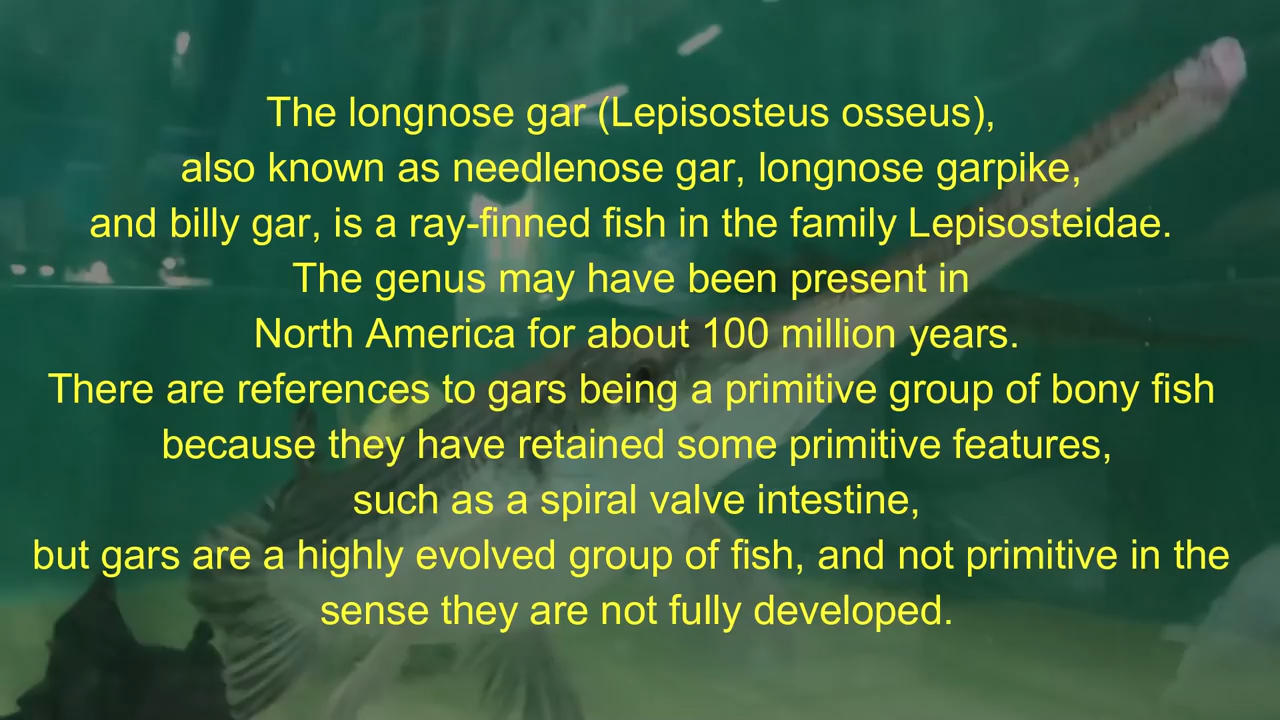 The longnose gar (Lepisosteus osseus),
also known as needlenose gar, longnose garpike,
and billy gar, is a ray-finned fish in the family Lepisosteidae.
The genus may have been present in
North America for about 100 million years.
There are references to gars being a primitive group of bony fish
because they have retained some primitive features,
such as a spiral valve intestine,
but gars are a highly evolved group of fish, and not primitive in the
sense they are not fully developed.